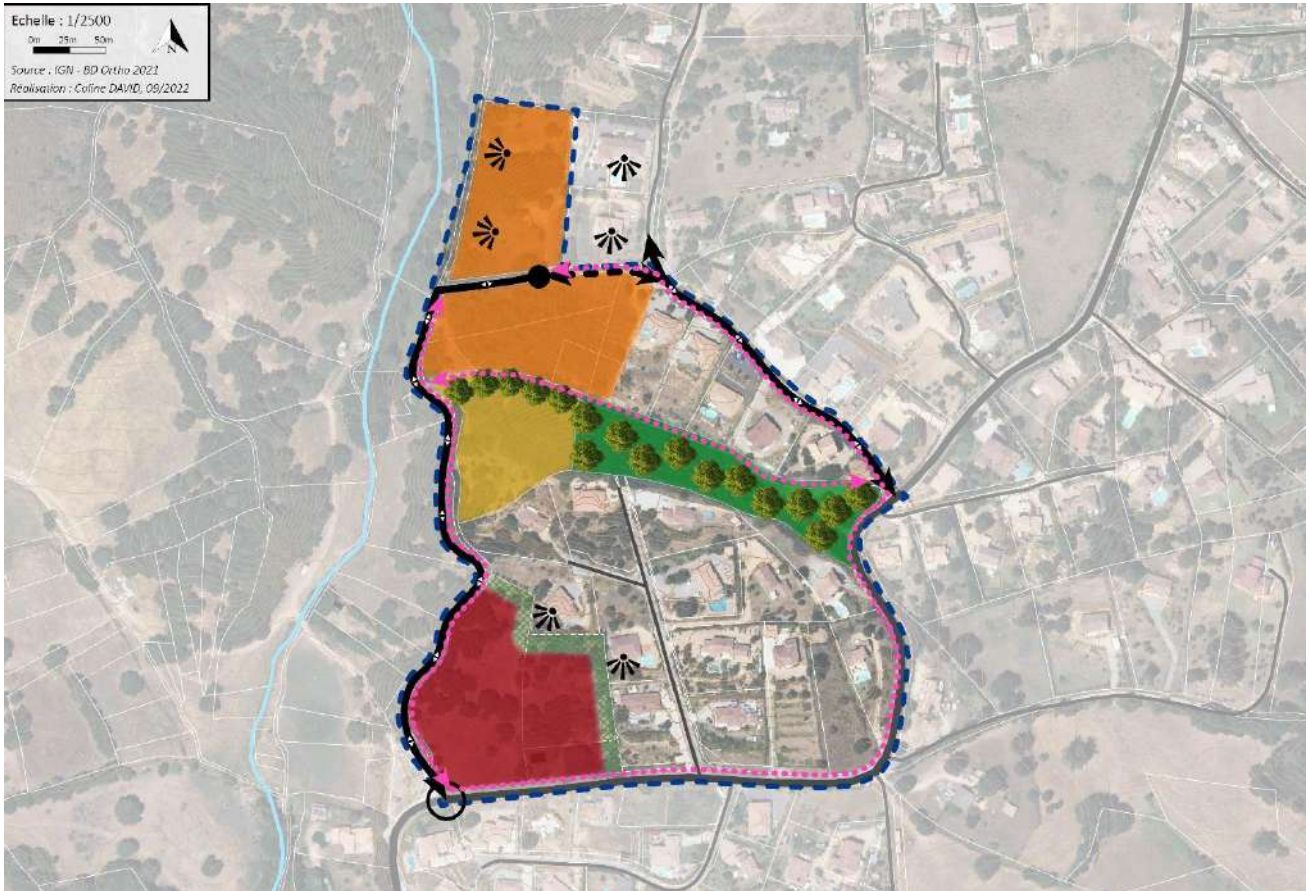 Echelle : 1/2500
0m 25m 50m
N
Source : IGN - BD Ortho 2021
Réalisation : Coline DAVID, 09/2022